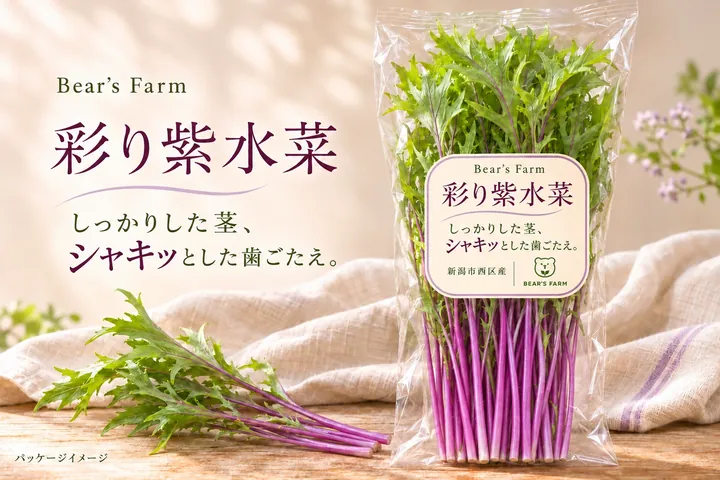 Bear's Farm
彩り紫水菜
しっかりした茎、
シャキッとした歯ごたえ。
Bear's Farm
彩り紫水菜
しっかりした茎、
シャキッとした歯ごたえ。
新潟市西区産
BEAR'S FARM
パッケージイメージ